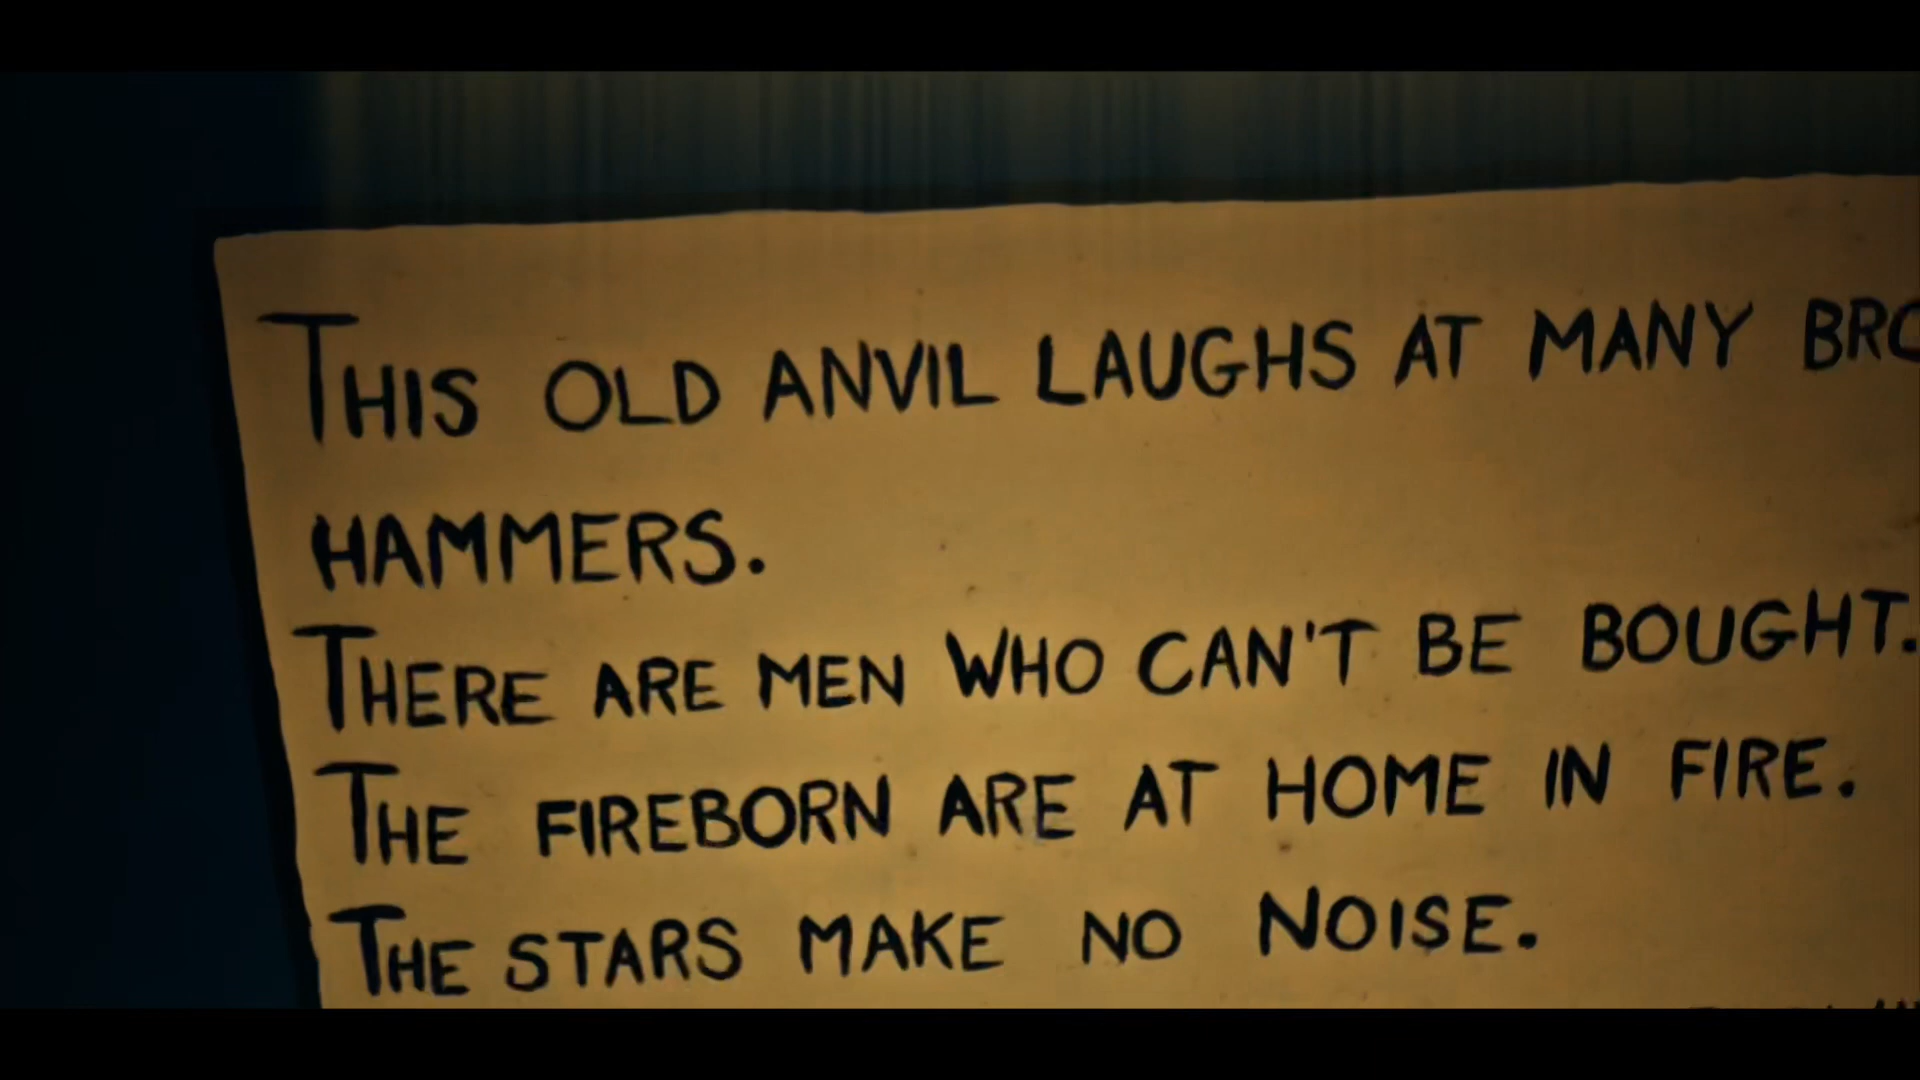 THIS OLD ANVIL LAUGHS AT MANY
HAMMERS.
THERE ARE MEN WHO CAN'T BE BOUGHT.
THE FIREBORN ARE AT HOME IN FIRE.
THE STARS MAKE NO NOISE.